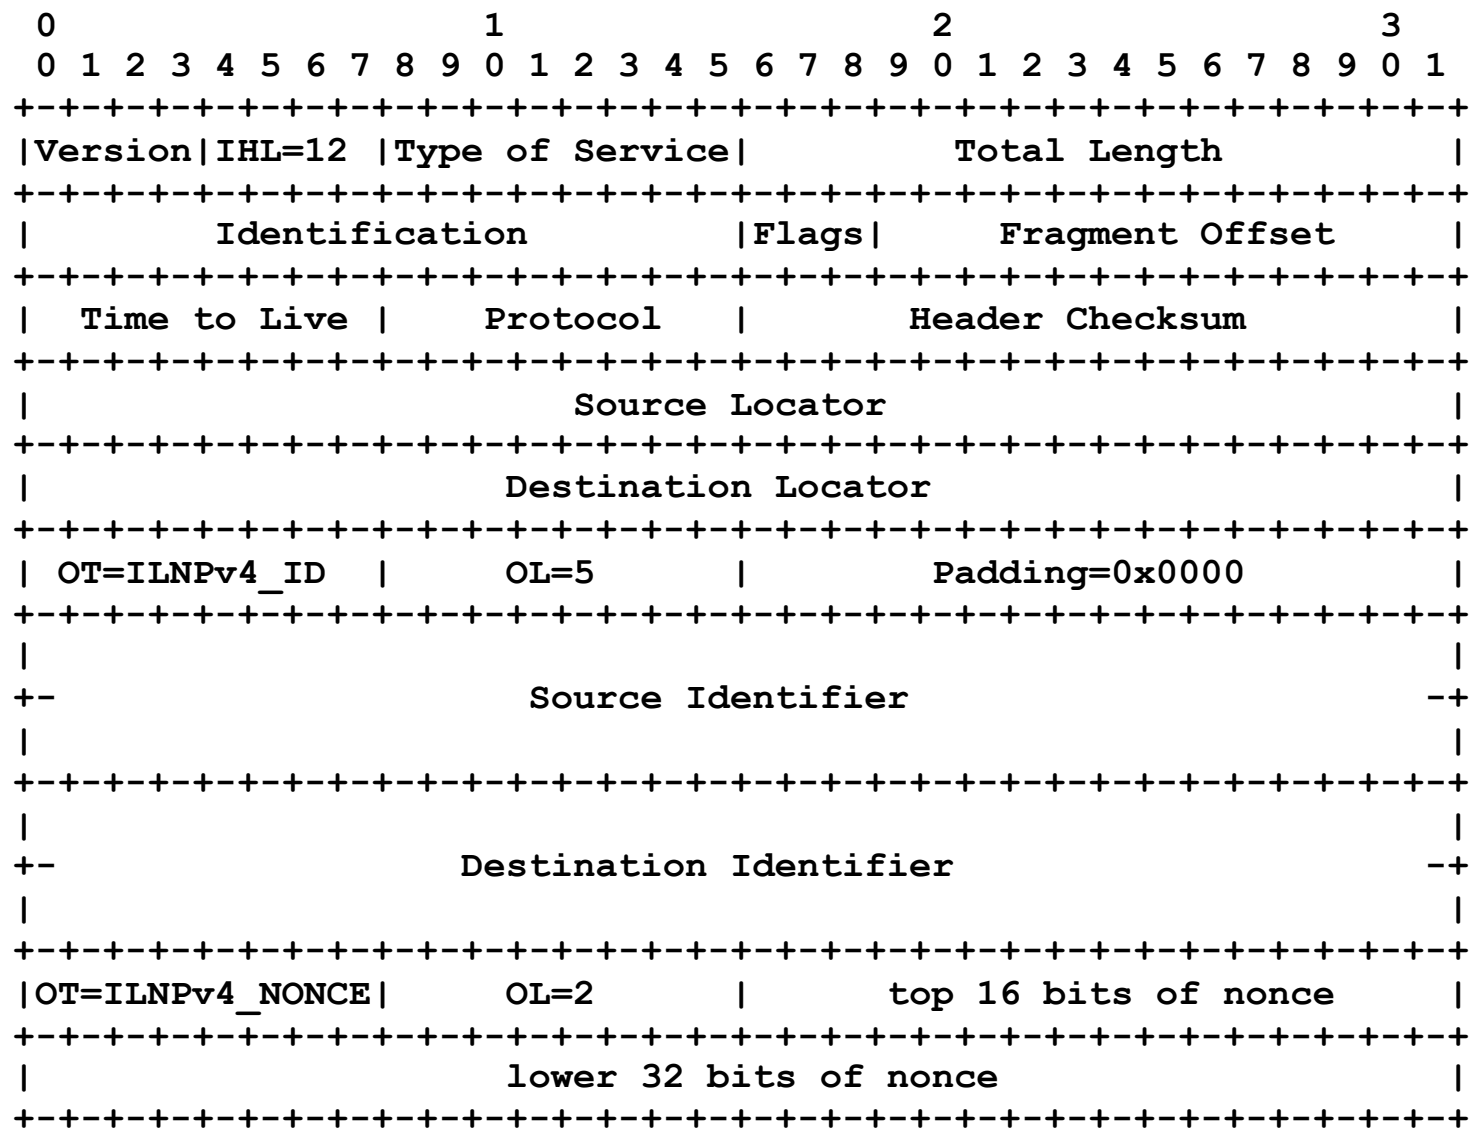 0                   1                   2                   3
 0 1 2 3 4 5 6 7 8 9 0 1 2 3 4 5 6 7 8 9 0 1 2 3 4 5 6 7 8 9 0 1
+-+-+-+-+-+-+-+-+-+-+-+-+-+-+-+-+-+-+-+-+-+-+-+-+-+-+-+-+-+-+-+-+
|Version|IHL=12 |Type of Service|         Total Length          |
+-+-+-+-+-+-+-+-+-+-+-+-+-+-+-+-+-+-+-+-+-+-+-+-+-+-+-+-+-+-+-+-+
|        Identification         |Flags|     Fragment Offset     |
+-+-+-+-+-+-+-+-+-+-+-+-+-+-+-+-+-+-+-+-+-+-+-+-+-+-+-+-+-+-+-+-+
|  Time to Live |    Protocol   |       Header Checksum         |
+-+-+-+-+-+-+-+-+-+-+-+-+-+-+-+-+-+-+-+-+-+-+-+-+-+-+-+-+-+-+-+-+
|                        Source Locator                         |
+-+-+-+-+-+-+-+-+-+-+-+-+-+-+-+-+-+-+-+-+-+-+-+-+-+-+-+-+-+-+-+-+
|                     Destination Locator                       |
+-+-+-+-+-+-+-+-+-+-+-+-+-+-+-+-+-+-+-+-+-+-+-+-+-+-+-+-+-+-+-+-+
| OT=ILNPv4_ID  |     OL=5      |        Padding=0x0000         |
+-+-+-+-+-+-+-+-+-+-+-+-+-+-+-+-+-+-+-+-+-+-+-+-+-+-+-+-+-+-+-+-+
|                                                               |
+-                     Source Identifier                       -+
|                                                               |
+-+-+-+-+-+-+-+-+-+-+-+-+-+-+-+-+-+-+-+-+-+-+-+-+-+-+-+-+-+-+-+-+
|                                                               |
+-                  Destination Identifier                     -+
|                                                               |
+-+-+-+-+-+-+-+-+-+-+-+-+-+-+-+-+-+-+-+-+-+-+-+-+-+-+-+-+-+-+-+-+
|OT=ILNPv4_NONCE|     OL=2      |      top 16 bits of nonce     |
+-+-+-+-+-+-+-+-+-+-+-+-+-+-+-+-+-+-+-+-+-+-+-+-+-+-+-+-+-+-+-+-+
|                     lower 32 bits of nonce                    |
+-+-+-+-+-+-+-+-+-+-+-+-+-+-+-+-+-+-+-+-+-+-+-+-+-+-+-+-+-+-+-+-+